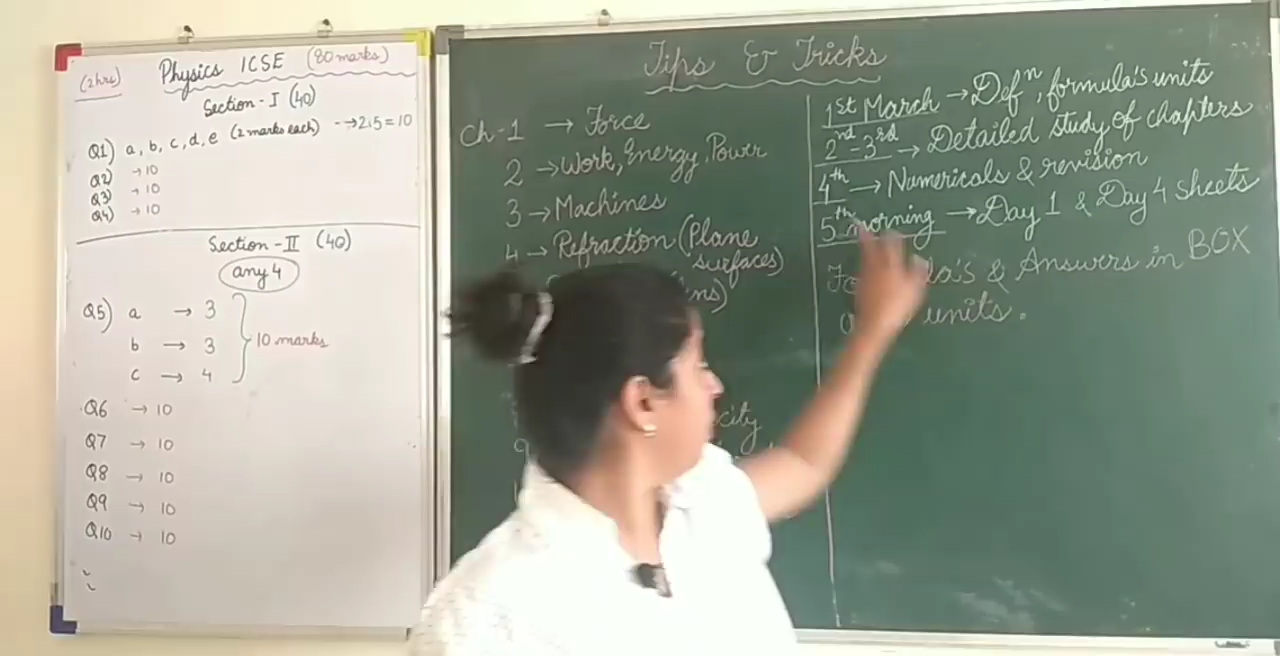 (2hrs) Physics ICSE (80 marks)
Section-I (40)
Q1) a, b, c, d, e (2 marks each) → 2×5=10
Q2) → 10
Q3) → 10
Q4) → 10
Section-II (40)
any 4
Q5) a → 3
b → 3
c → 4
10 marks
Q6 → 10
Q7 → 10
Q8 → 10
Q9 → 10
Q10 → 10
Tips & Tricks
Ch-1 → Force
2 → Work, Energy, Power
3 → Machines
4 → Refraction (Plane
surfaces)
1st March → Defⁿ, formula's units
2nd-3rd → Detailed study of chapters
4th → Numericals & revision
5th morning → Day 1 & Day 4 sheets
& Answers in BOX
units.